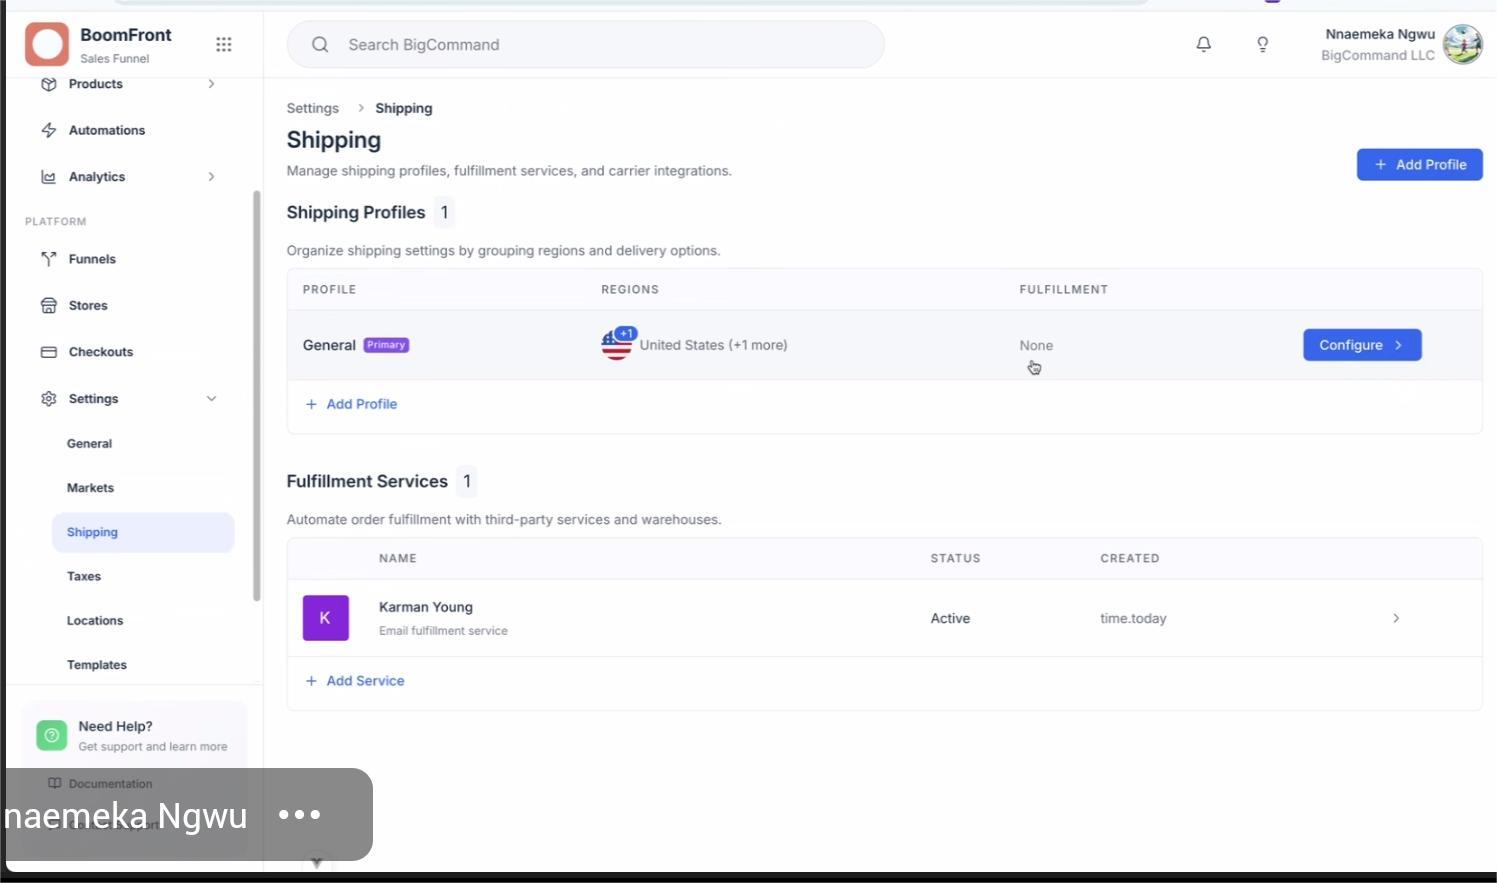 BoomFront
Sales Funnel
Search BigCommand
Nnaemeka Ngwu
BigCommand LLC
Products
Automations
Analytics
PLATFORM
Funnels
Stores
Checkouts
Settings
General
Markets
Shipping
Taxes
Locations
Templates
Need Help?
Get support and learn more
Documentation
naemeka Ngwu
Settings > Shipping
Shipping
Manage shipping profiles, fulfillment services, and carrier integrations.
+ Add Profile
Shipping Profiles 1
Organize shipping settings by grouping regions and delivery options.
PROFILE REGIONS FULFILLMENT
General Primary +1 United States (+1 more) None Configure >
+ Add Profile
Fulfillment Services 1
Automate order fulfillment with third-party services and warehouses.
NAME STATUS CREATED
K Karman Young Active time.today
Email fulfillment service
+ Add Service